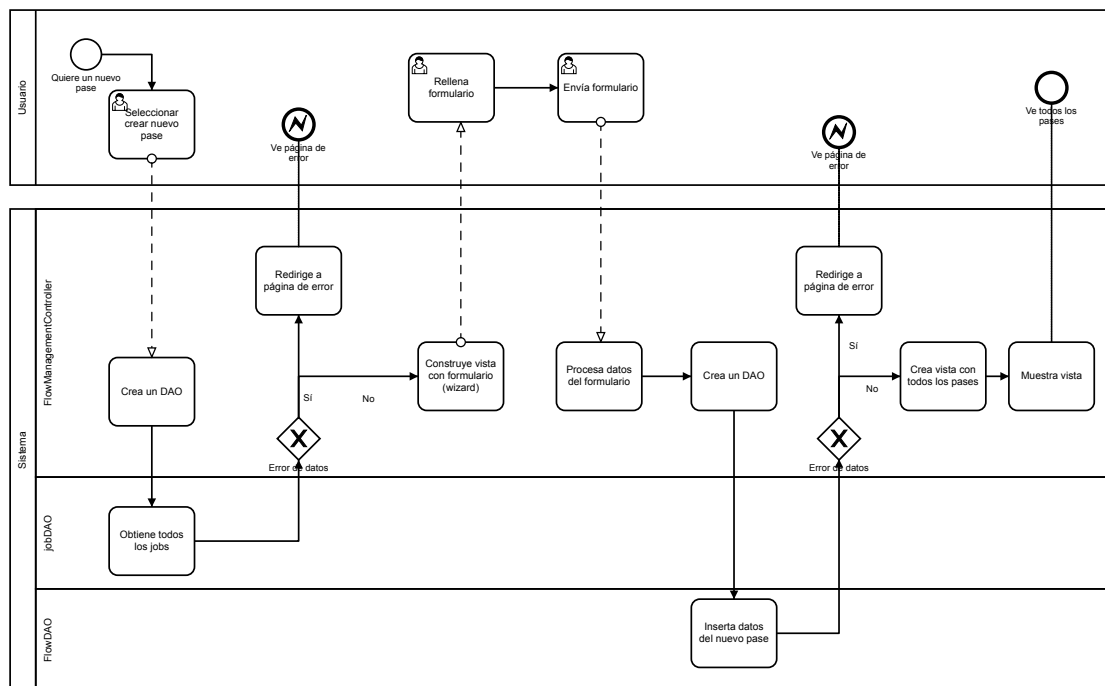 Usuario
Quiere un nuevo
pase
Seleccionar
crear nuevo
pase
Ve página de
error
Rellena
formulario
Envía formulario
Ve página de
error
Ve todos los
pases
Sistema
FlowManagementController
Redirige a
página de error
Redirige a
página de error
Crea un DAO
Sí
No
Construye vista
con formulario
(wizard)
Procesa datos
del formulario
Crea un DAO
Sí
No
Crea vista con
todos los pases
Muestra vista
Error de datos
Error de datos
jobDAO
Obtiene todos
los jobs
FlowDAO
Inserta datos
del nuevo pase